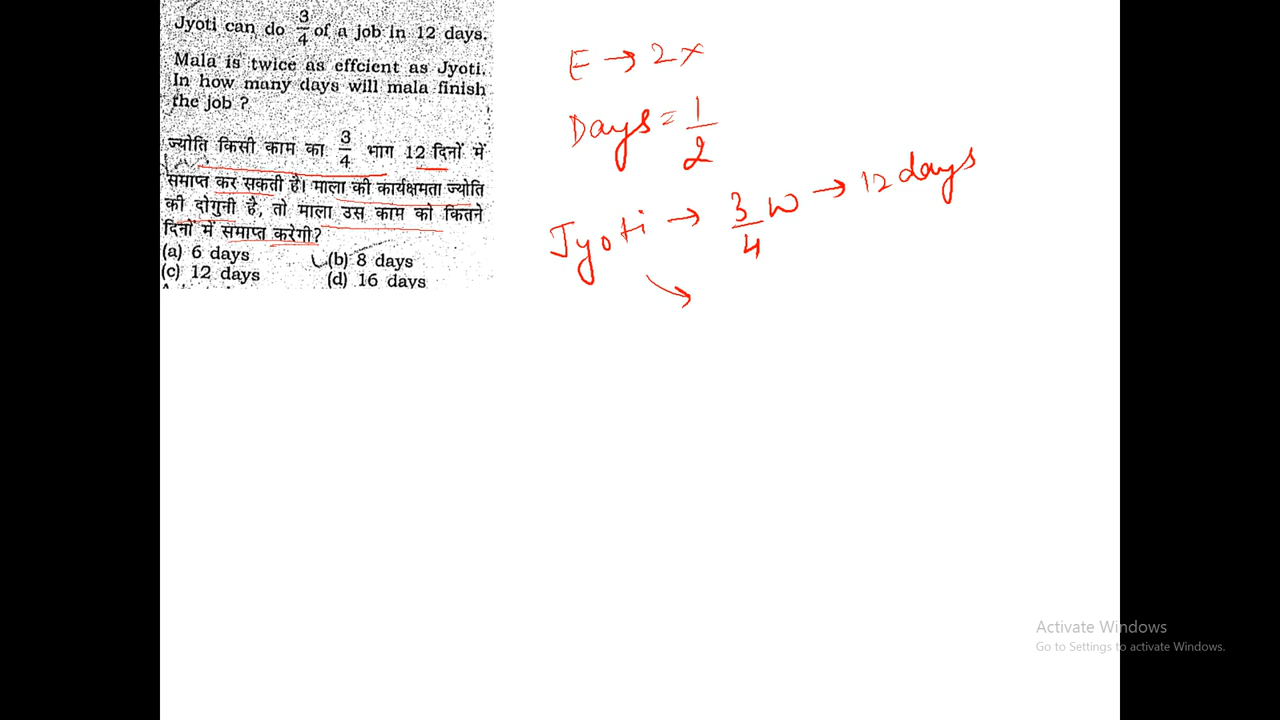 Jyoti can do 3/4 of a job in 12 days.
Mala is twice as effcient as Jyoti.
In how many days will mala finish
the job ?
ज्योति किसी काम का 3/4 भाग 12 दिनों में
समाप्त कर सकती है। माला की कार्यक्षमता ज्योति
की दोगुनी है, तो माला उस काम को कितने
दिनों में समाप्त करेगी?
(a) 6 days (b) 8 days
(c) 12 days (d) 16 days
E → 2x
Days = 1/2
Jyoti → 3/4 W → 12 days
Activate Windows
Go to Settings to activate Windows.